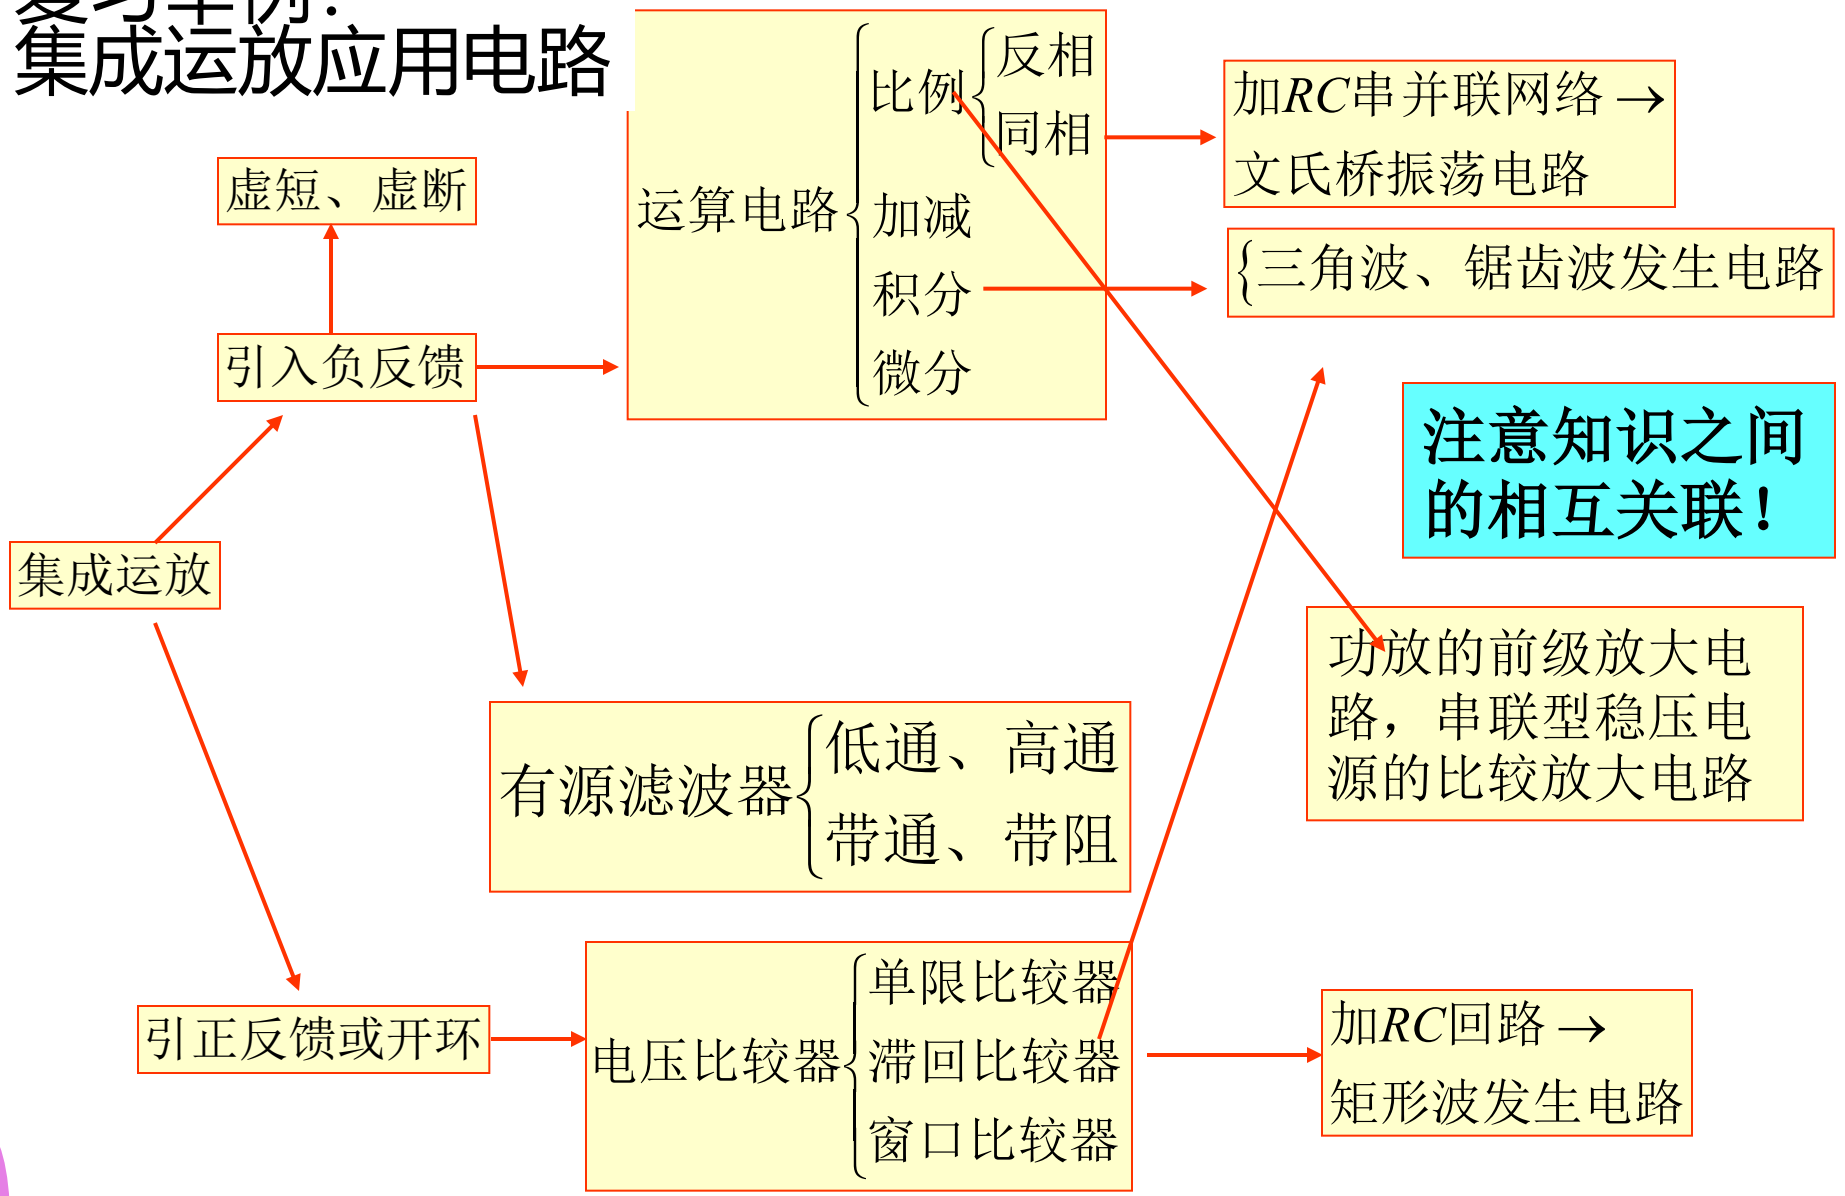 复习举例：
集成运放应用电路
虚短、虚断
引入负反馈
集成运放
引正反馈或开环
运算电路
比例
反相
同相
加减
积分
微分
加RC串并联网络→
文氏桥振荡电路
{三角波、锯齿波发生电路
注意知识之间
的相互关联！
功放的前级放大电
路，串联型稳压电
源的比较放大电路
有源滤波器
低通、高通
带通、带阻
电压比较器
单限比较器
滞回比较器
窗口比较器
加RC回路→
矩形波发生电路